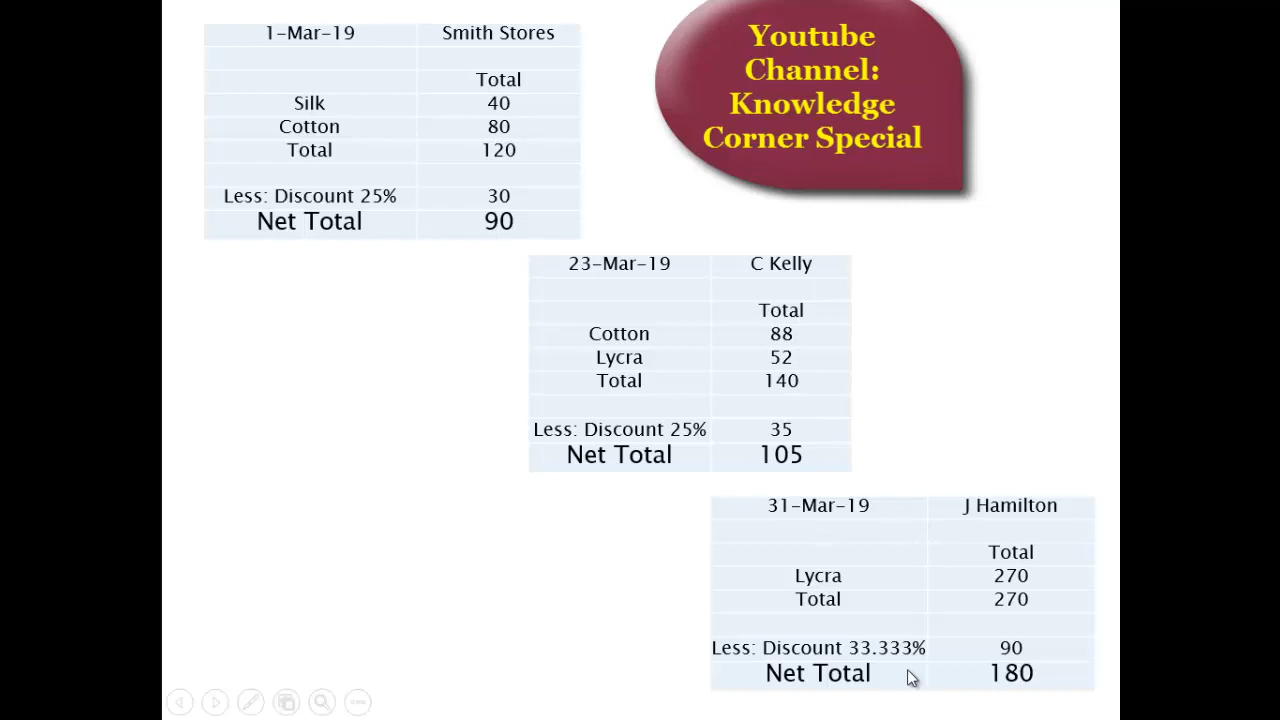 1-Mar-19 Smith Stores
Total
Silk 40
Cotton 80
Total 120
Less: Discount 25% 30
Net Total 90
Youtube
Channel:
Knowledge
Corner Special
23-Mar-19 C Kelly
Total
Cotton 88
Lycra 52
Total 140
Less: Discount 25% 35
Net Total 105
31-Mar-19 J Hamilton
Total
Lycra 270
Total 270
Less: Discount 33.333% 90
Net Total 180